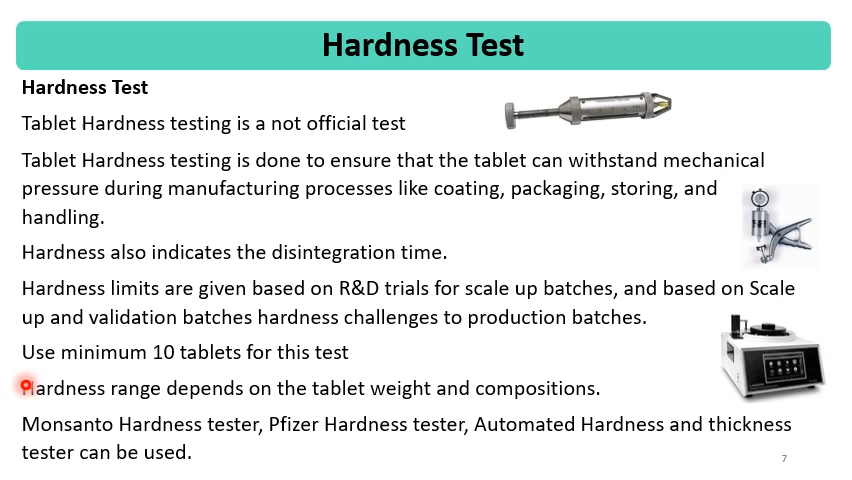 Hardness Test
Hardness Test
Tablet Hardness testing is a not official test
Tablet Hardness testing is done to ensure that the tablet can withstand mechanical
pressure during manufacturing processes like coating, packaging, storing, and
handling.
Hardness also indicates the disintegration time.
Hardness limits are given based on R&D trials for scale up batches, and based on Scale
up and validation batches hardness challenges to production batches.
Use minimum 10 tablets for this test
Hardness range depends on the tablet weight and compositions.
Monsanto Hardness tester, Pfizer Hardness tester, Automated Hardness and thickness
tester can be used.
7